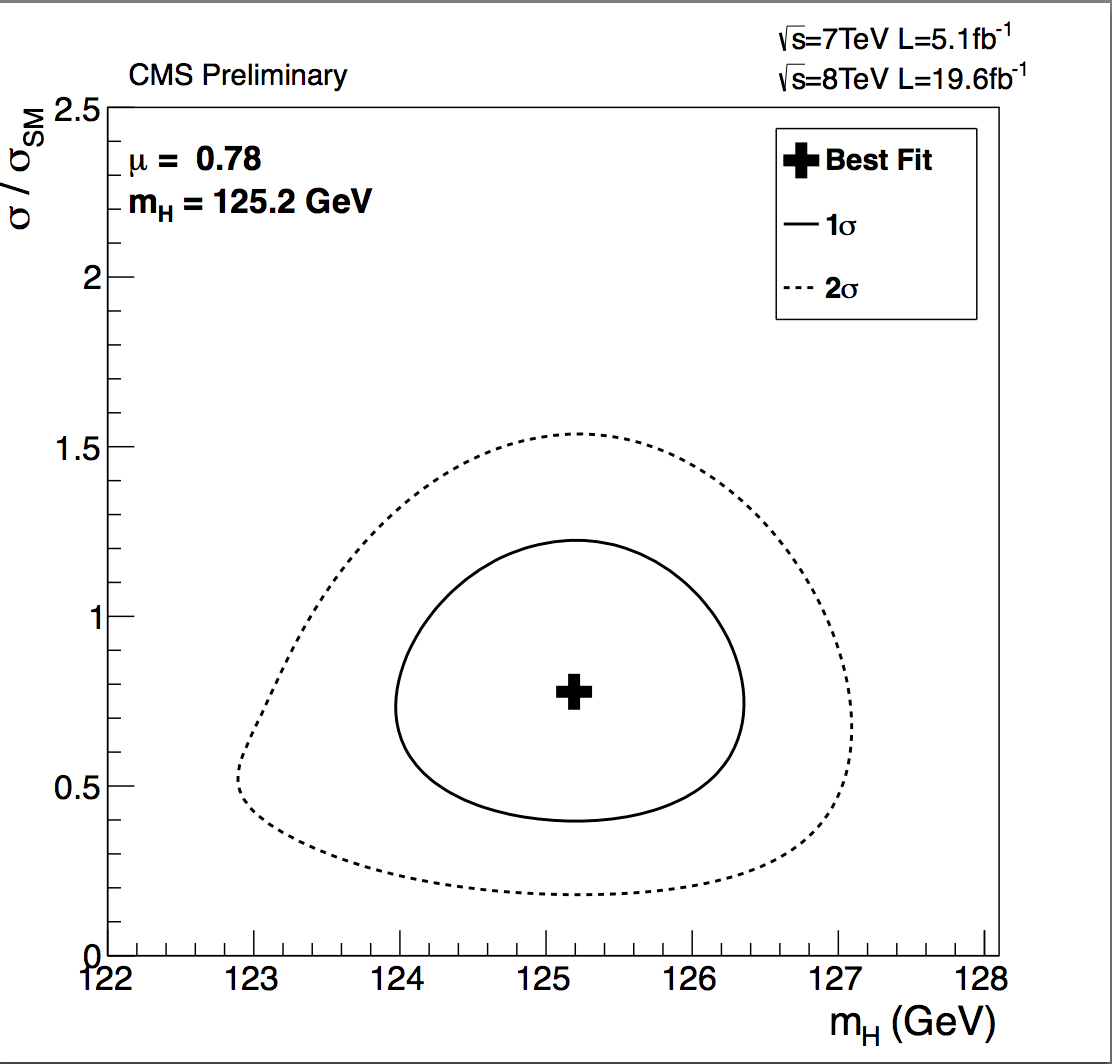 √s=7TeV L=5.1fb⁻¹
CMS Preliminary
√s=8TeV L=19.6fb⁻¹
σ / σSM
2.5
μ = 0.78
mH = 125.2 GeV
Best Fit
1σ
2σ
2
1.5
1
0.5
0
122 123 124 125 126 127 128
mH (GeV)